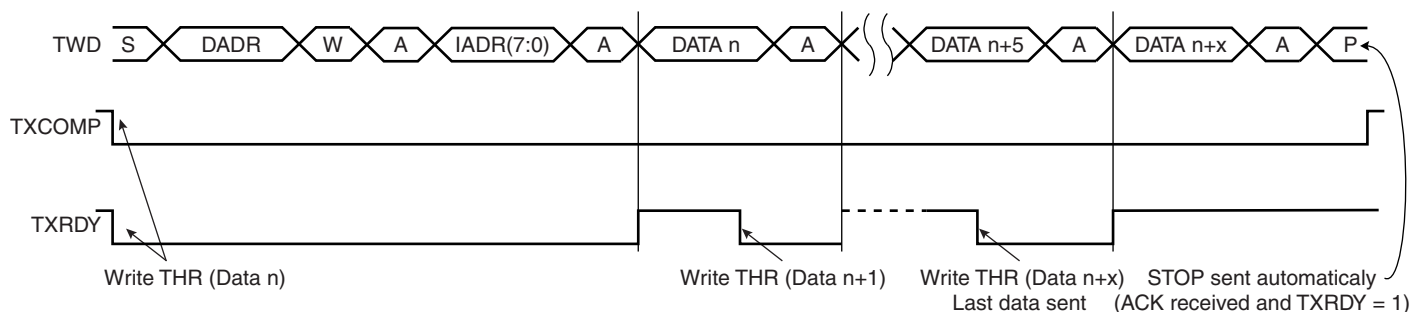 TWD S DADR W A IADR(7:0) A DATA n A DATA n+5 A DATA n+x A P
TXCOMP
TXRDY
Write THR (Data n) Write THR (Data n+1) Write THR (Data n+x) STOP sent automaticaly
Last data sent (ACK received and TXRDY = 1)